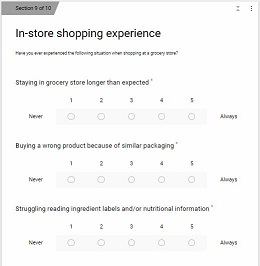 Section 9 of 10
In-store shopping experience
Have you ever experienced the following situation when shopping at a grocery store?
Staying in grocery store longer than expected *
1 2 3 4 5
Never Always
Buying a wrong product because of similar packaging *
1 2 3 4 5
Never Always
Struggling reading ingredient labels and/or nutritional information *
1 2 3 4 5
Never Always